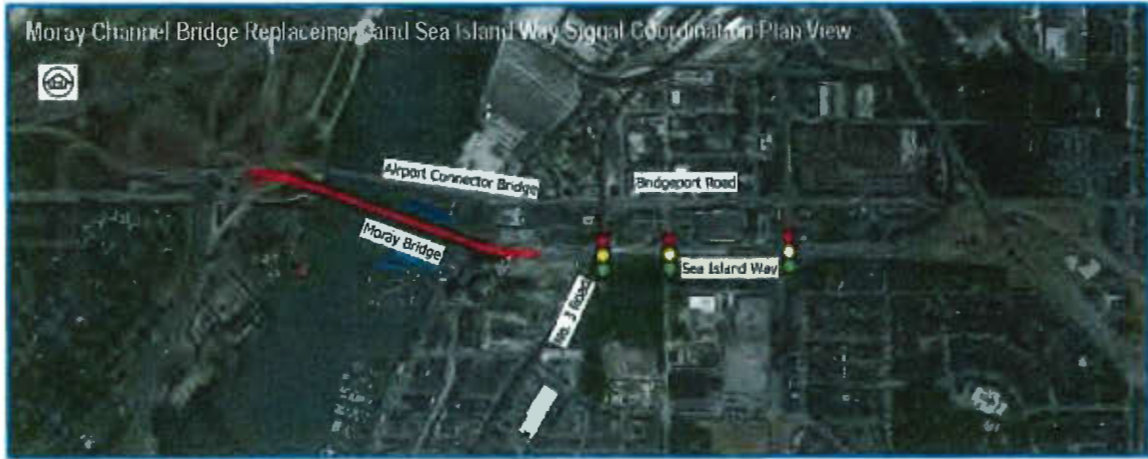 Moray Channel Bridge Replacement and Sea Island Way Signal Coordination Plan View
Airport Connector Bridge
Bridgeport Road
Moray Bridge
Sea Island Way
No. 3 Road